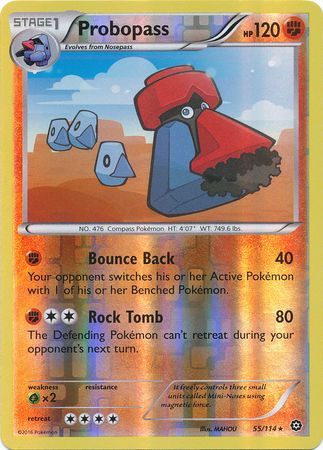 STAGE1
Probopass
HP 120
Evolves from Nosepass
NO. 476 Compass Pokémon HT: 4'07" WT: 749.6 lbs.
Bounce Back 40
Your opponent switches his or her Active Pokémon
with 1 of his or her Benched Pokémon.
Rock Tomb 80
The Defending Pokémon can't retreat during your
opponent's next turn.
weakness resistance
×2
retreat
It freely controls three small
units called Mini-Noses using
magnetic force.
©2016 Pokémon
Illus. MAHOU
55/114 ★